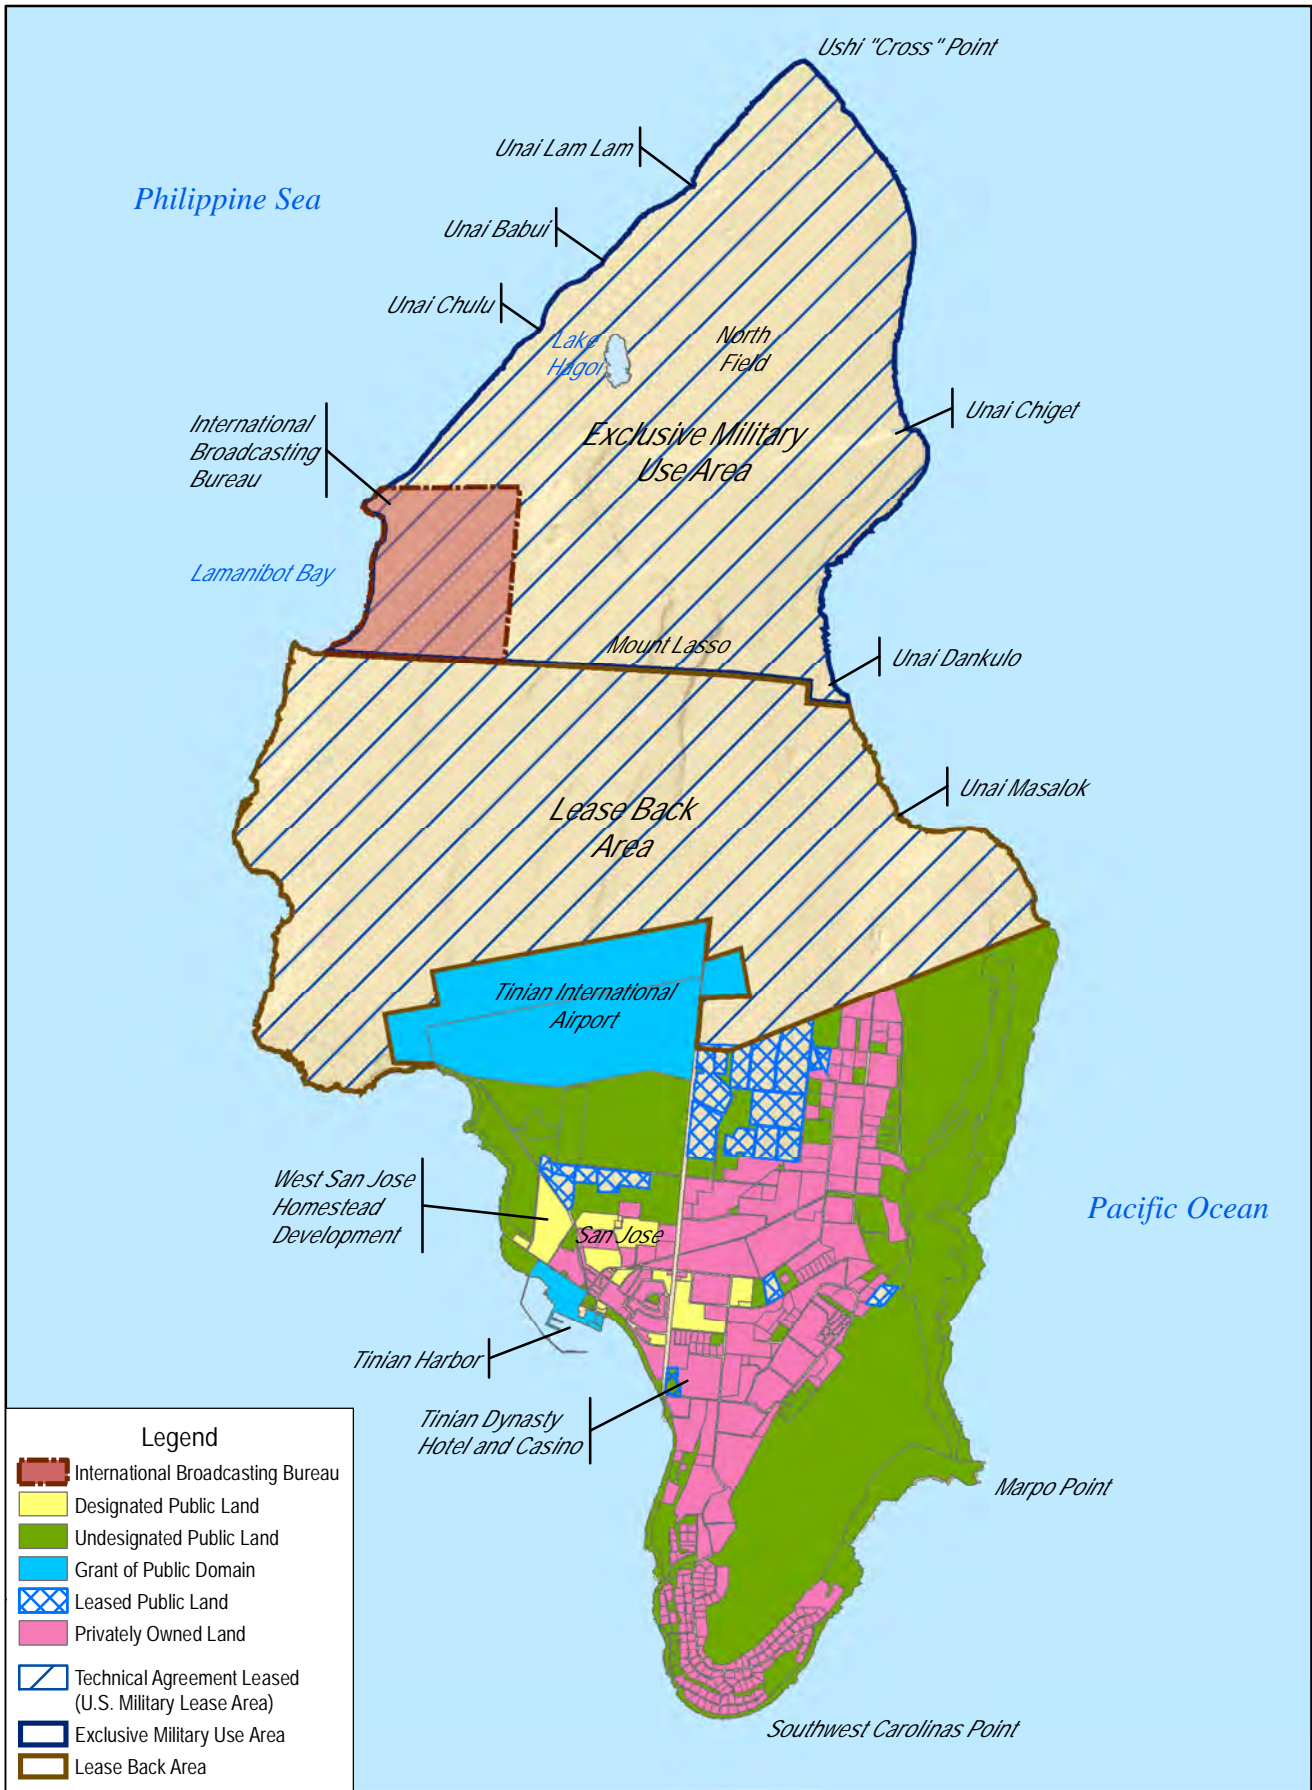 Ushi "Cross" Point
Unai Lam Lam
Philippine Sea
Unai Babui
Unai Chulu
Lake
Hagoi
North
Field
International
Broadcasting
Bureau
Exclusive Military
Use Area
Unai Chiget
Lamanibot Bay
Mount Lasso
Unai Dankulo
Unai Masalok
Lease Back
Area
Tinian International
Airport
West San Jose
Homestead
Development
San Jose
Pacific Ocean
Tinian Harbor
Tinian Dynasty
Hotel and Casino
Marpo Point
Southwest Carolinas Point
Legend
International Broadcasting Bureau
Designated Public Land
Undesignated Public Land
Grant of Public Domain
Leased Public Land
Privately Owned Land
Technical Agreement Leased
(U.S. Military Lease Area)
Exclusive Military Use Area
Lease Back Area